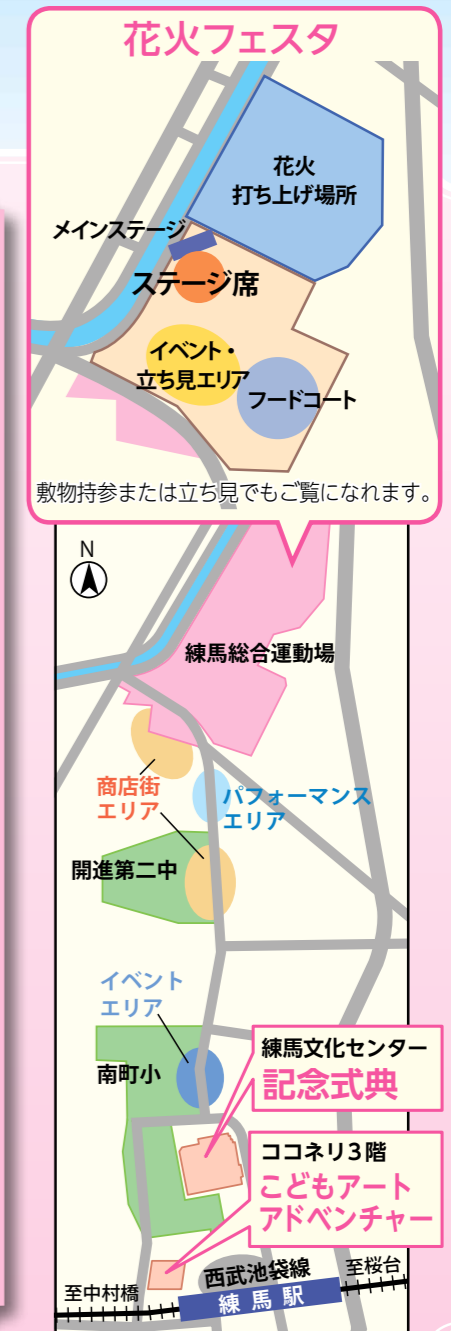 花火フェスタ
花火
打ち上げ場所
メインステージ
ステージ席
イベント・
立ち見エリア
フードコート
敷物持参または立ち見でもご覧になれます。
N
練馬総合運動場
商店街
エリア
パフォーマンス
エリア
開進第二中
イベント
エリア
南町小
練馬文化センター
記念式典
ココネリ3階
こどもアート
アドベンチャー
西武池袋線
至中村橋
至桜台
練馬駅